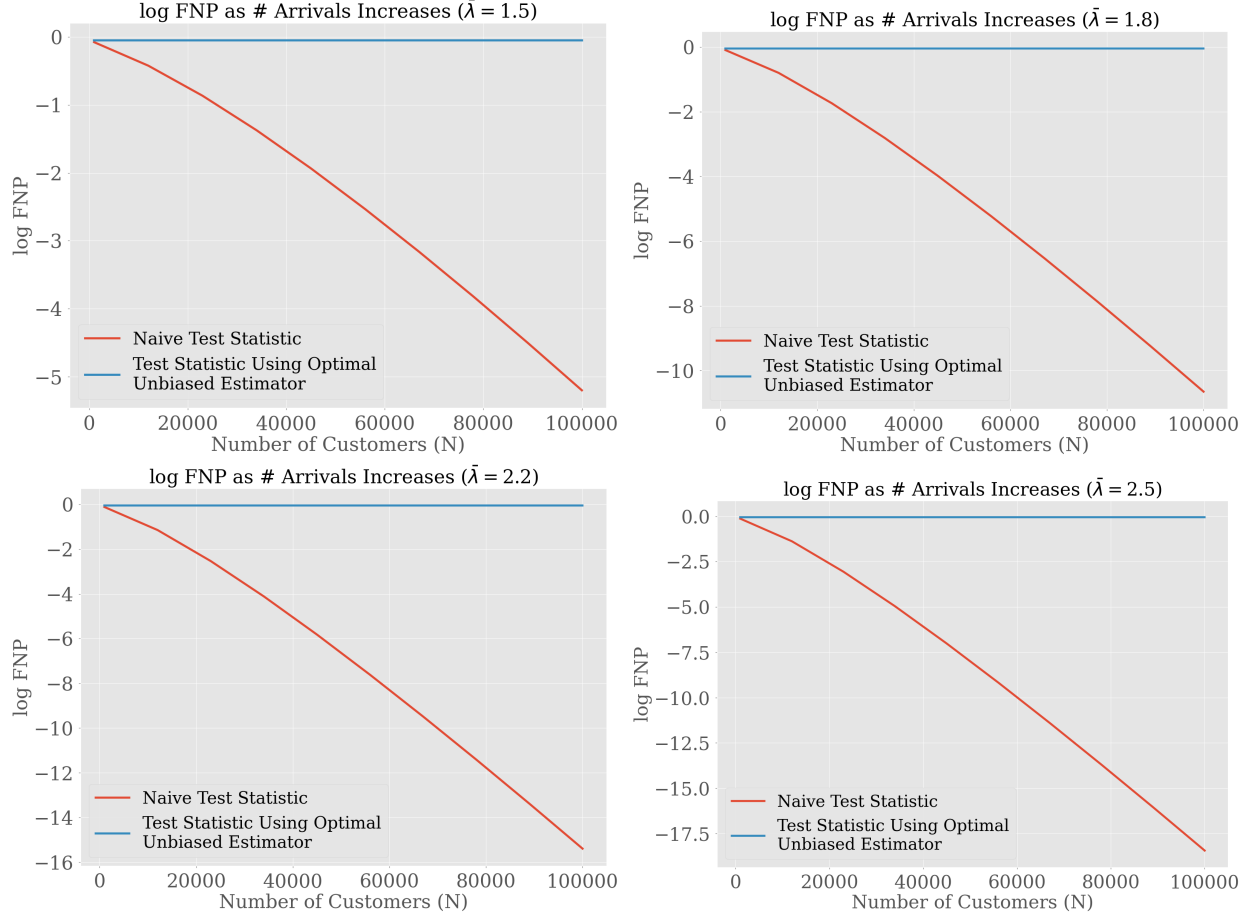 log FNP as # Arrivals Increases (λ̄ = 1.5)
log FNP
0
−1
−2
−3
−4
−5
Naive Test Statistic
Test Statistic Using Optimal
Unbiased Estimator
0 20000 40000 60000 80000 100000
Number of Customers (N)
log FNP as # Arrivals Increases (λ̄ = 1.8)
log FNP
0
−2
−4
−6
−8
−10
Naive Test Statistic
Test Statistic Using Optimal
Unbiased Estimator
0 20000 40000 60000 80000 100000
Number of Customers (N)
log FNP as # Arrivals Increases (λ̄ = 2.2)
log FNP
0
−2
−4
−6
−8
−10
−12
−14
−16
Naive Test Statistic
Test Statistic Using Optimal
Unbiased Estimator
0 20000 40000 60000 80000 100000
Number of Customers (N)
log FNP as # Arrivals Increases (λ̄ = 2.5)
log FNP
0.0
−2.5
−5.0
−7.5
−10.0
−12.5
−15.0
−17.5
Naive Test Statistic
Test Statistic Using Optimal
Unbiased Estimator
0 20000 40000 60000 80000 100000
Number of Customers (N)